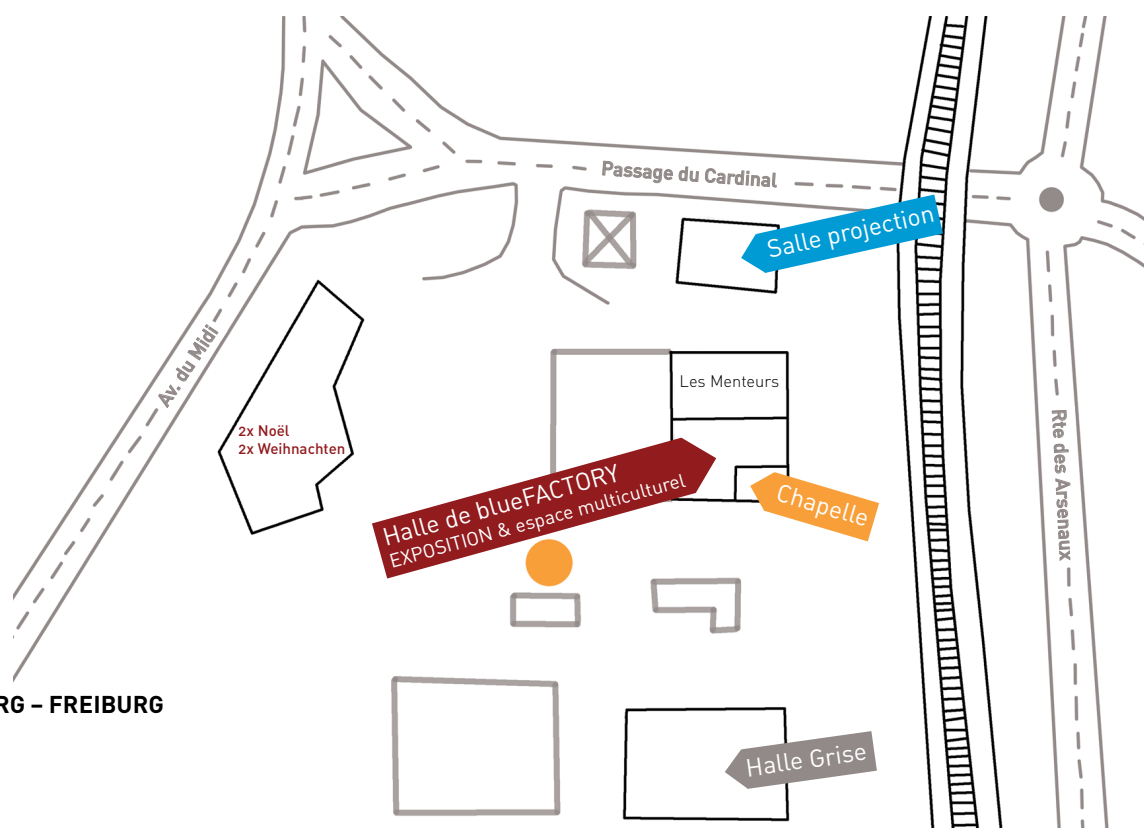 Passage du Cardinal
Salle projection
Av. du Midi
Les Menteurs
2x Noël
2x Weihnachten
Rte des Arsenaux
Halle de blueFACTORY
EXPOSITION & espace multiculturel
Chapelle
RG – FREIBURG
Halle Grise